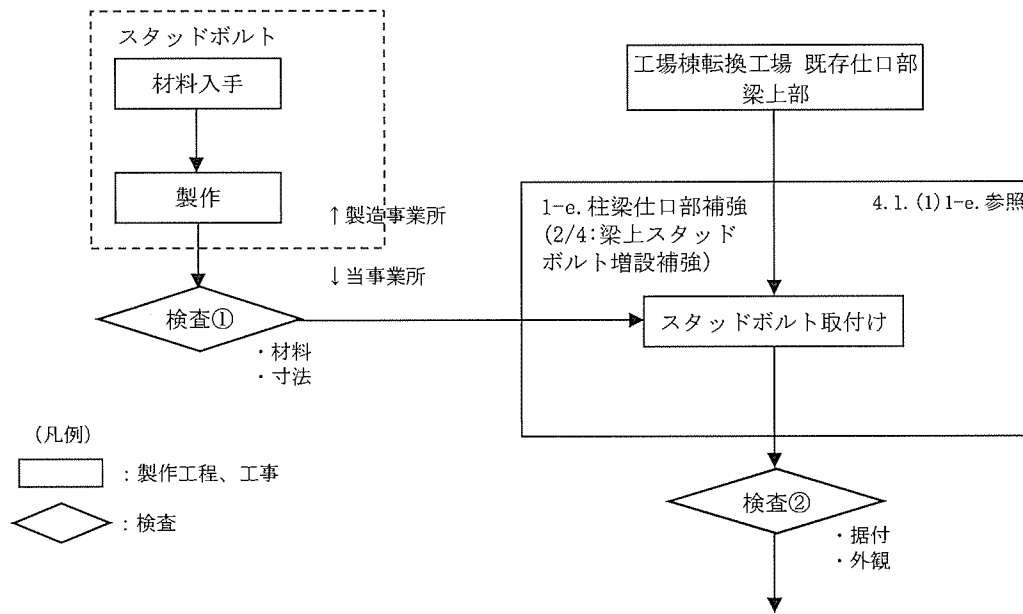 スタッドボルト
材料入手
製作
↑製造事業所
↓当事業所
検査①
・材料
・寸法
工場棟転換工場 既存仕口部
梁上部
1-e.柱梁仕口部補強
(2/4:梁上スタッド
ボルト増設補強)
4.1.(1)1-e.参照
スタッドボルト取付け
検査②
・据付
・外観
(凡例)
：製作工程、工事
：検査